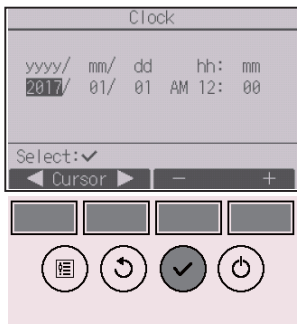 Clock
yyyy/ mm/ dd hh: mm
2017/ 01/ 01 AM 12: 00
Select:✓
◀ Cursor ▶ − +